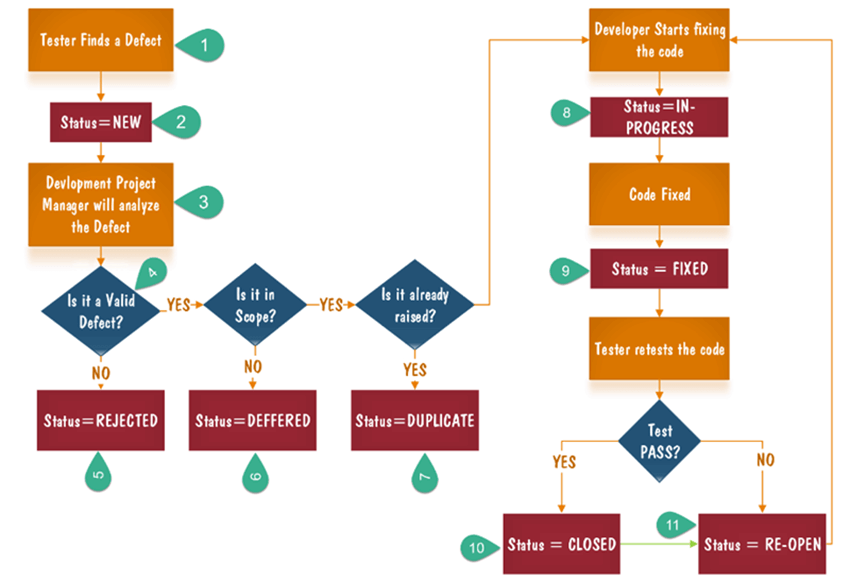 Tester Finds a Defect
1
Status=NEW
2
Devlopment Project
Manager will analyze
the Defect
3
4
Is it a Valid
Defect?
YES
NO
Status=REJECTED
5
Is it in
Scope?
YES
NO
Status=DEFFERED
6
Is it already
raised?
YES
Status=DUPLICATE
7
Developer Starts fixing
the code
8
Status=IN-
PROGRESS
Code Fixed
9
Status = FIXED
Tester retests the code
Test
PASS?
YES
NO
10
Status = CLOSED
11
Status = RE-OPEN